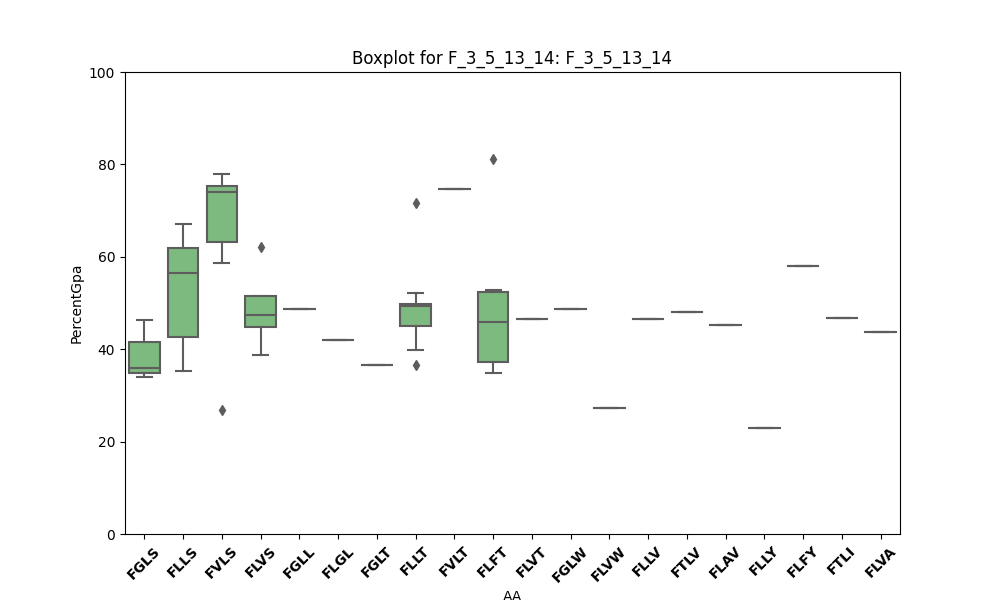 Boxplot for F_3_5_13_14: F_3_5_13_14
100
80
60
40
20
0
PercentGpa
FGLS FLLS FVLS FLVS FGLL FLGL FGLT FLLT FVLT FLFT FLVT FGLW FLVW FLLV FTLV FLAV FLLY FLFY FTLI FLVA
AA